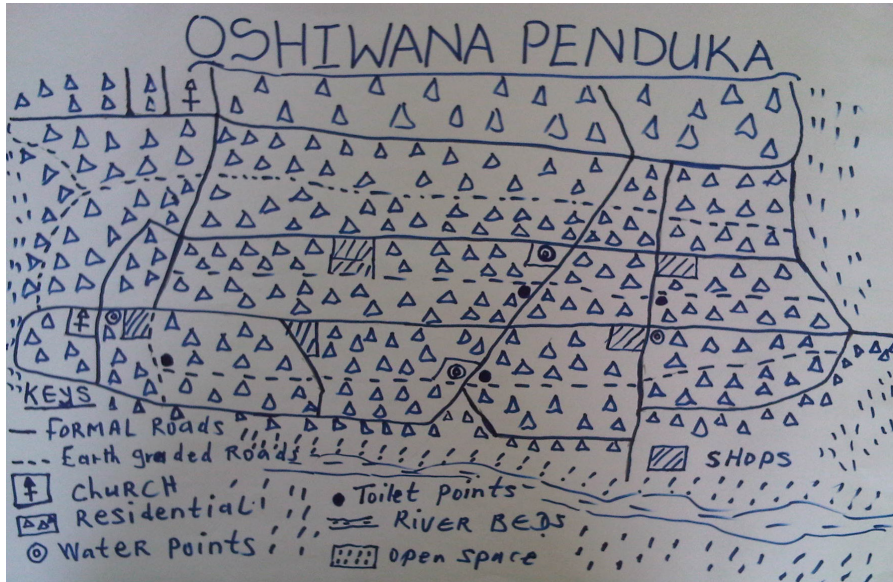 OSHIWANA PENDUKA
KEYS
FORMAL Roads
Earth graded Roads
CHURCH
Residential
Water Points
SHOPS
Toilet Points
RIVER BEDS
OPEN SPACE